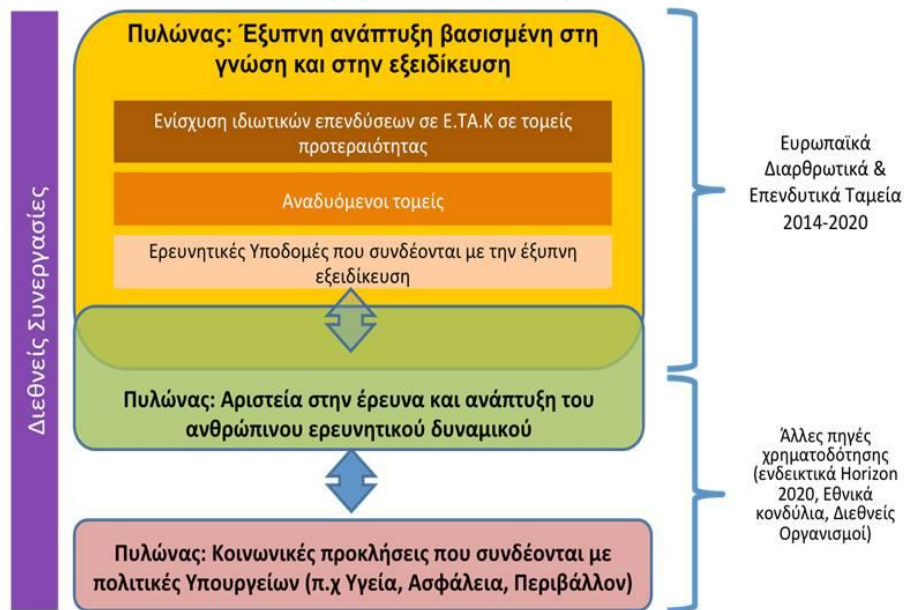 Διεθνείς Συνεργασίες
Πυλώνας: Έξυπνη ανάπτυξη βασισμένη στη
γνώση και στην εξειδίκευση
Ενίσχυση ιδιωτικών επενδύσεων σε Ε.ΤΑ.Κ σε τομείς
προτεραιότητας
Αναδυόμενοι τομείς
Ερευνητικές Υποδομές που συνδέονται με την έξυπνη
εξειδίκευση
Πυλώνας: Αριστεία στην έρευνα και ανάπτυξη του
ανθρώπινου ερευνητικού δυναμικού
Πυλώνας: Κοινωνικές προκλήσεις που συνδέονται με
πολιτικές Υπουργείων (π.χ Υγεία, Ασφάλεια, Περιβάλλον)
Ευρωπαϊκά
Διαρθρωτικά &
Επενδυτικά Ταμεία
2014-2020
Άλλες πηγές
χρηματοδότησης
(ενδεικτικά Horizon
2020, Εθνικά
κονδύλια, Διεθνείς
Οργανισμοί)